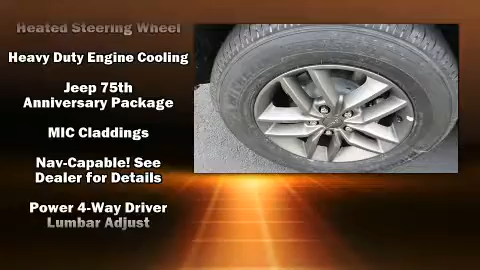 Heated Steering Wheel
Heavy Duty Engine Cooling
Jeep 75th
Anniversary Package
MIC Claddings
Nav-Capable! See
Dealer for Details
Power 4-Way Driver
Lumbar Adjust